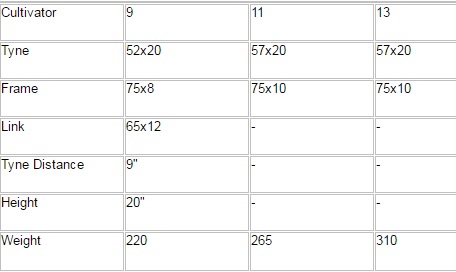 Cultivator 9 11 13
Tyne 52x20 57x20 57x20
Frame 75x8 75x10 75x10
Link 65x12 - -
Tyne Distance 9" - -
Height 20" - -
Weight 220 265 310